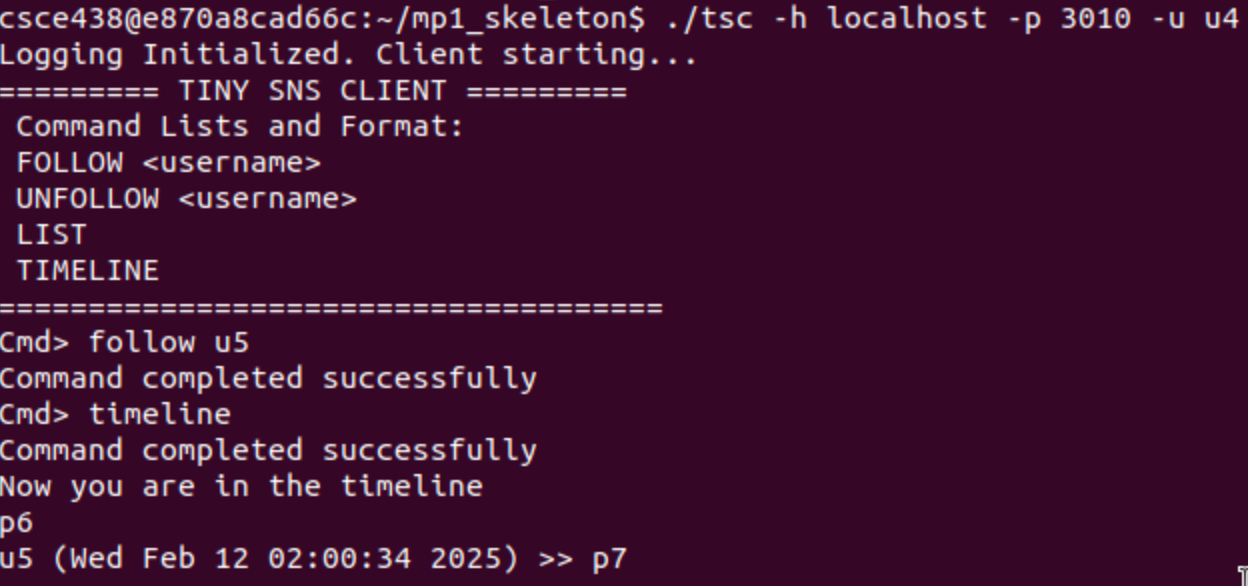 csce438@e870a8cad66c:~/mp1_skeleton$ ./tsc -h localhost -p 3010 -u u4
Logging Initialized. Client starting...
========= TINY SNS CLIENT =========
 Command Lists and Format:
 FOLLOW <username>
 UNFOLLOW <username>
 LIST
 TIMELINE
=====================================
Cmd> follow u5
Command completed successfully
Cmd> timeline
Command completed successfully
Now you are in the timeline
p6
u5 (Wed Feb 12 02:00:34 2025) >> p7